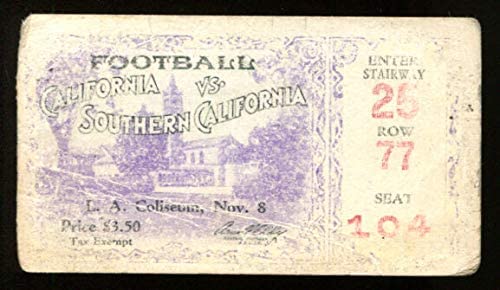 FOOTBALL
CALIFORNIA
VS.
SOUTHERN CALIFORNIA
L. A. Coliseum, Nov. 8
Price $3.50
Tax Exempt
ENTER
STAIRWAY
25
ROW
77
SEAT
104